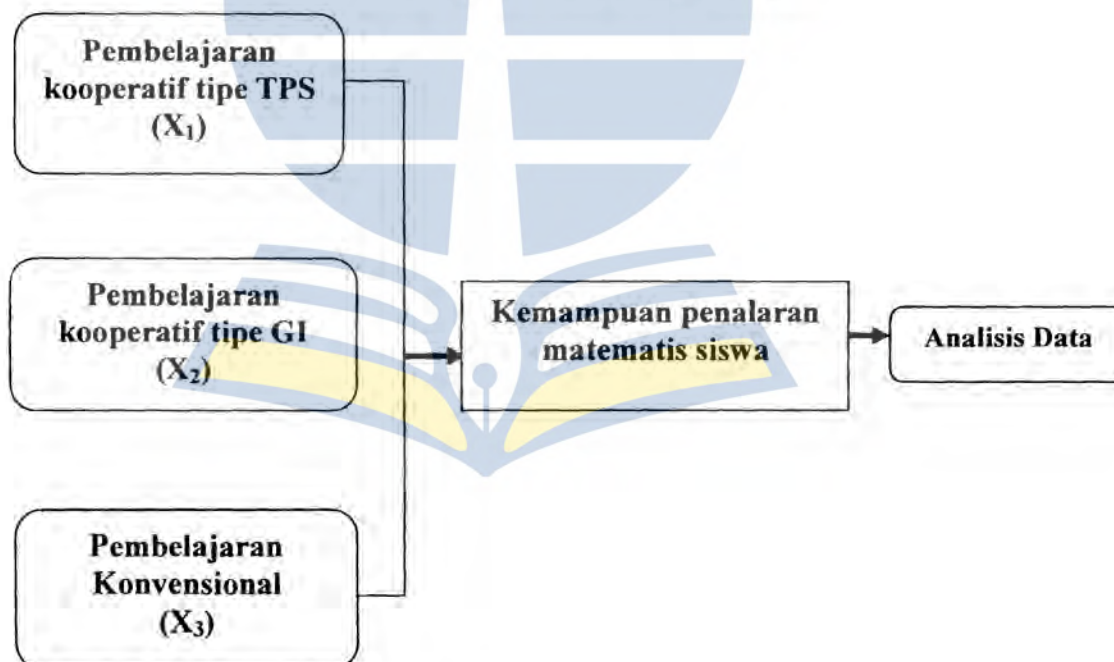 Pembelajaran
kooperatif tipe TPS
(X₁)
Pembelajaran
kooperatif tipe GI
(X₂)
Pembelajaran
Konvensional
(X₃)
Kemampuan penalaran
matematis siswa
Analisis Data